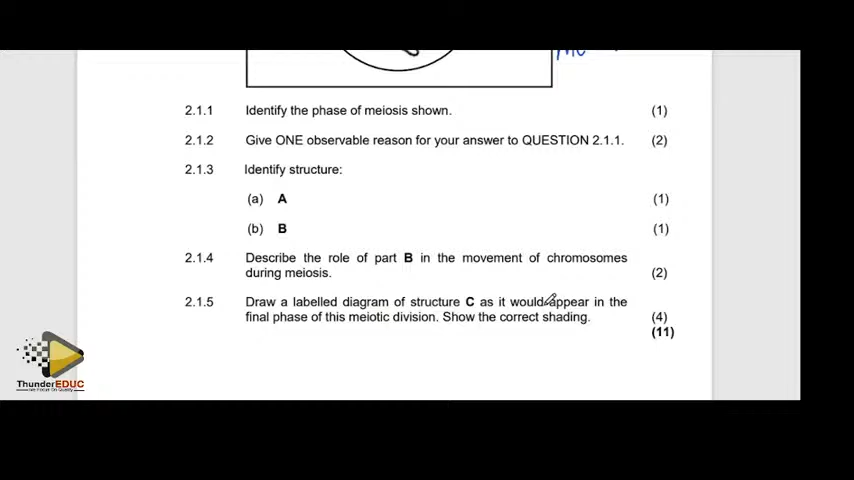 2.1.1 Identify the phase of meiosis shown. (1)
2.1.2 Give ONE observable reason for your answer to QUESTION 2.1.1. (2)
2.1.3 Identify structure:
(a) A (1)
(b) B (1)
2.1.4 Describe the role of part B in the movement of chromosomes
during meiosis. (2)
2.1.5 Draw a labelled diagram of structure C as it would appear in the
final phase of this meiotic division. Show the correct shading. (4)
(11)
ThunderEDUC
We Focus On Quality